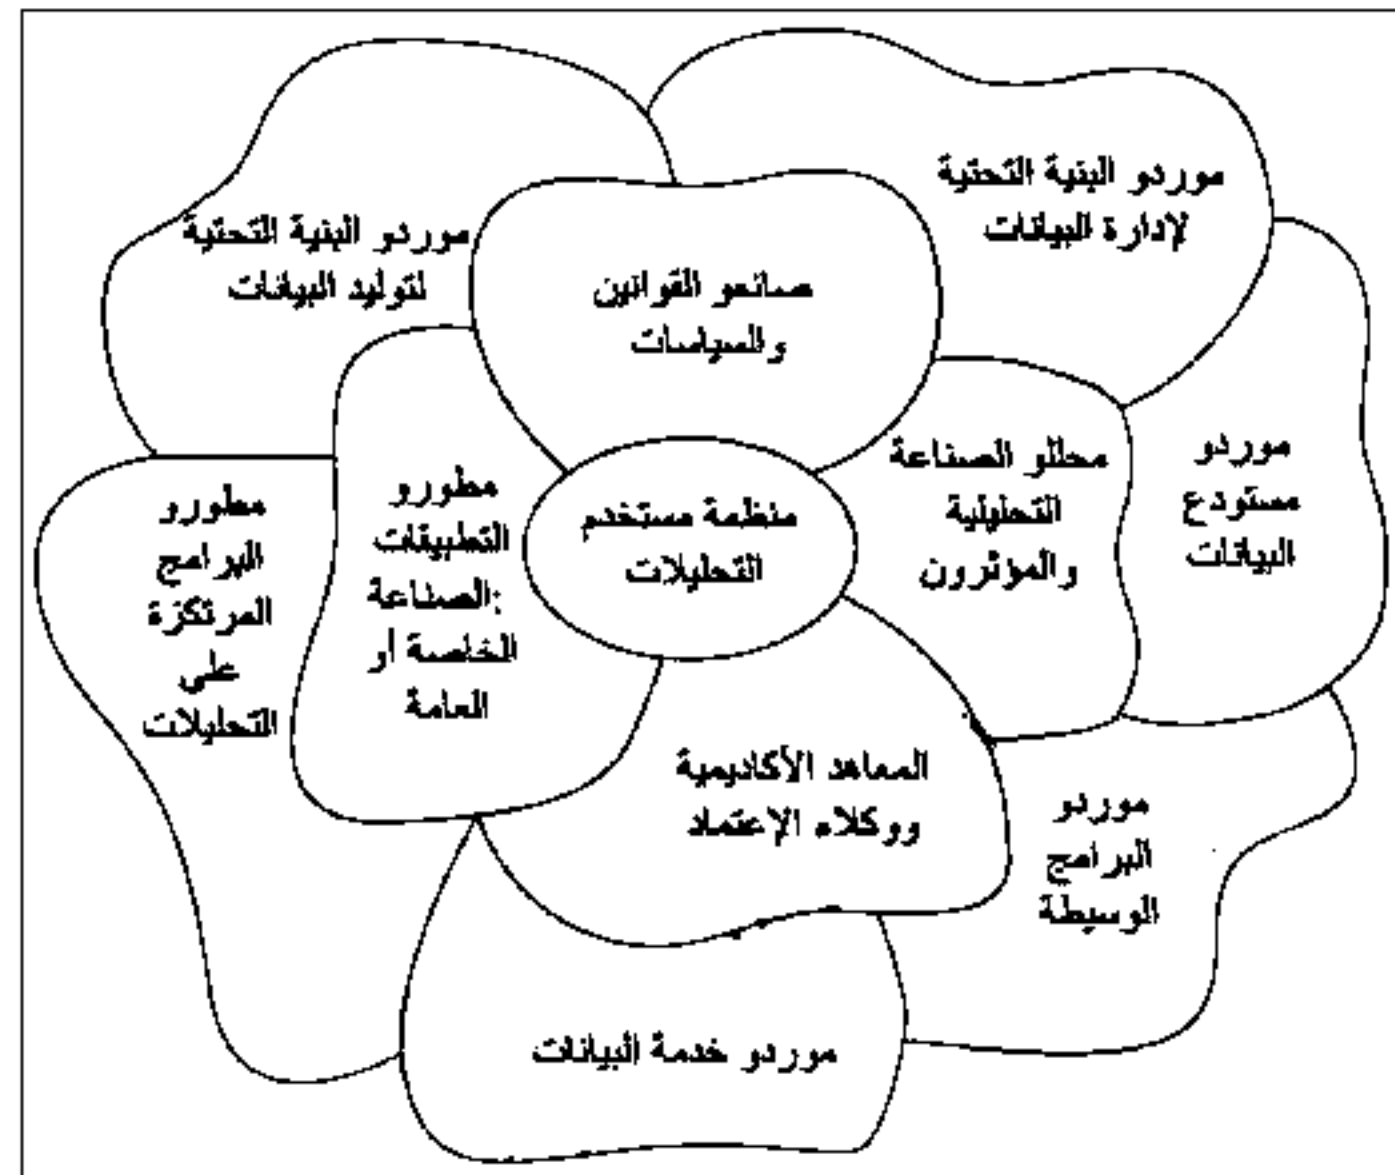 موردو البنية التحتية
لإدارة البيانات
موردو البنية التحتية
لتوليد البيانات
صانعو القوانين
والسياسات
موردو
مستودع
البيانات
محللو الصناعة
التحليلية
والمؤثرون
منظمة مستخدم
التحليلات
مطورو
التطبيقات
:الصناعة
الخاصة أو
العامة
مطورو
البرامج
المرتكزة
على
التحليلات
المعاهد الأكاديمية
ووكلاء الإعتماد
موردو
البرامج
الوسيطة
موردو خدمة البيانات